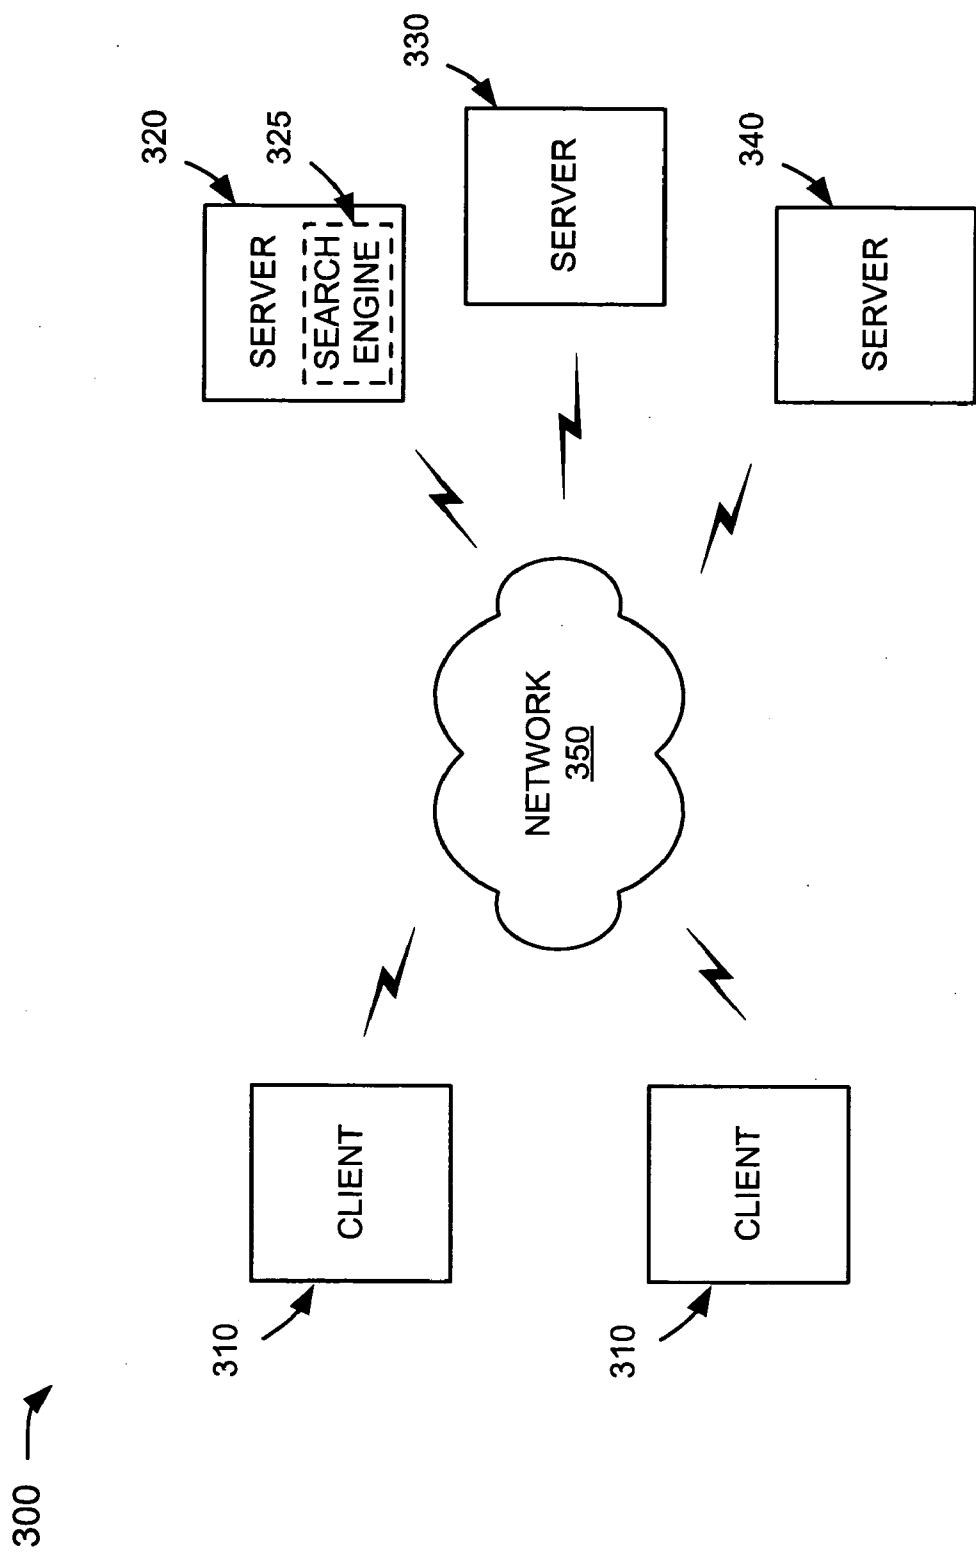 300
310
CLIENT
310
CLIENT
NETWORK
350
320
SERVER
325
SEARCH
ENGINE
330
SERVER
340
SERVER